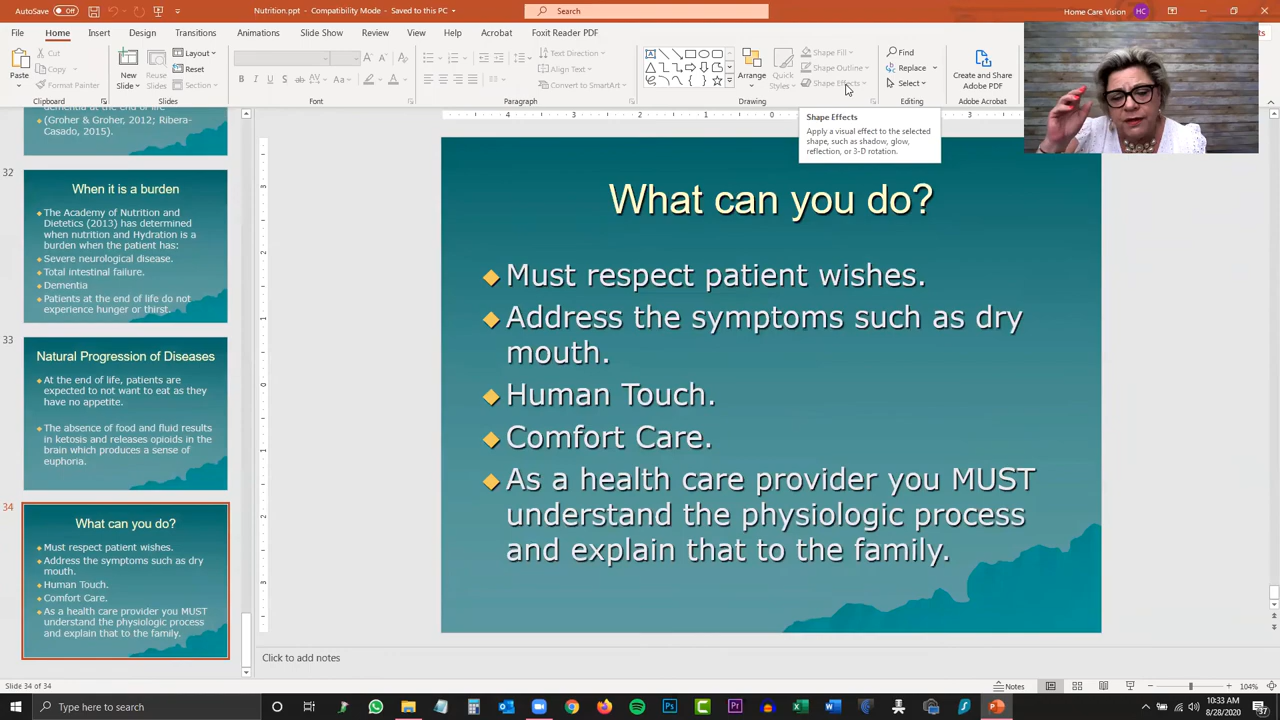 AutoSave Off
Nutrition.ppt - Compatibility Mode - Saved to this PC
Search
Home Care Vision HC
File Home Insert Design Transitions Animations Slide Show Review View Help Acrobat Foxit Reader PDF
Paste
Cut
Copy
Format Painter
Clipboard
New
Slide
Reuse
Slides
Layout
Reset
Section
Slides
Font
Text Direction
Align Text
Convert to SmartArt
Paragraph
Arrange
Quick
Styles
Shape Fill
Shape Outline
Shape Effects
Drawing
Find
Replace
Select
Editing
Create and Share
Adobe PDF
Adobe Acrobat
Shape Effects
Apply a visual effect to the selected
shape, such as shadow, glow,
reflection, or 3-D rotation.
(Groher & Groher, 2012; Ribera-
Casado, 2015).
32
When it is a burden
The Academy of Nutrition and
Dietetics (2013) has determined
when nutrition and Hydration is a
burden when the patient has:
Severe neurological disease.
Total intestinal failure.
Dementia
Patients at the end of life do not
experience hunger or thirst.
33
Natural Progression of Diseases
At the end of life, patients are
expected to not want to eat as they
have no appetite.
The absence of food and fluid results
in ketosis and releases opioids in the
brain which produces a sense of
euphoria.
34
What can you do?
Must respect patient wishes.
Address the symptoms such as dry
mouth.
Human Touch.
Comfort Care.
As a health care provider you MUST
understand the physiologic process
and explain that to the family.
What can you do?
Must respect patient wishes.
Address the symptoms such as dry
mouth.
Human Touch.
Comfort Care.
As a health care provider you MUST
understand the physiologic process
and explain that to the family.
Click to add notes
Slide 34 of 34
Notes
104%
Type here to search
10:33 AM
8/28/2020